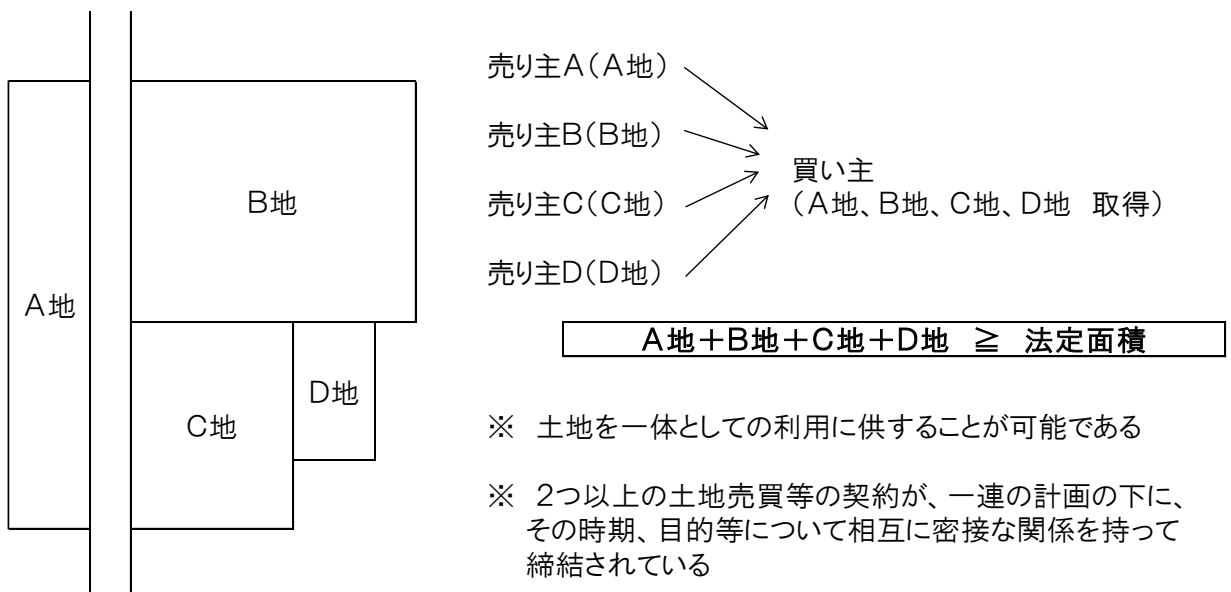 A地
B地
C地
D地
売り主A(A地)
売り主B(B地)
売り主C(C地)
売り主D(D地)
買い主
(A地、B地、C地、D地 取得)
A地+B地+C地+D地 ≧ 法定面積
※ 土地を一体としての利用に供することが可能である
※ 2つ以上の土地売買等の契約が、一連の計画の下に、
その時期、目的等について相互に密接な関係を持って
締結されている